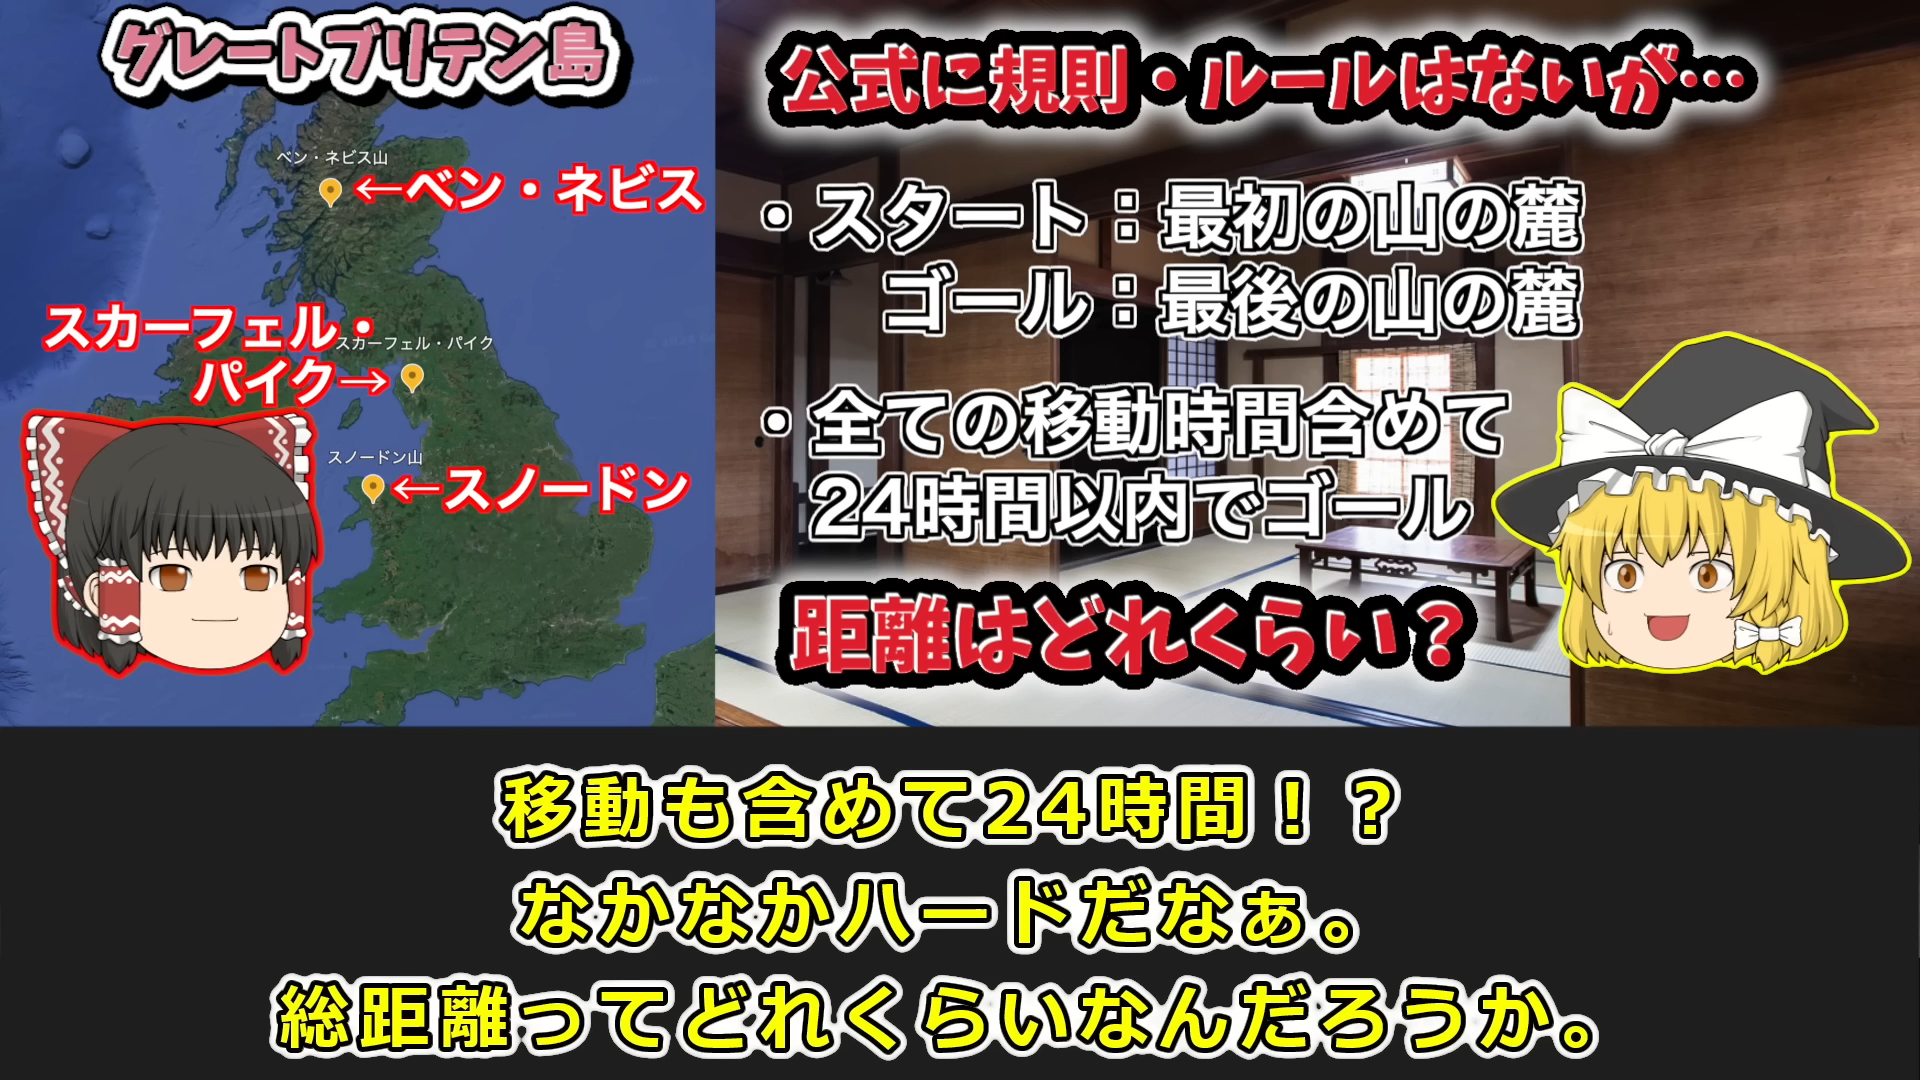 グレートブリテン島
ベン・ネビス山
←ベン・ネビス
スカーフェル・
パイク→
スカーフェル・パイク
スノードン山
←スノードン
公式に規則・ルールはないが…
・スタート：最初の山の麓
ゴール：最後の山の麓
・全ての移動時間含めて
24時間以内でゴール
距離はどれくらい？
移動も含めて24時間！？
なかなかハードだなぁ。
総距離ってどれくらいなんだろうか。